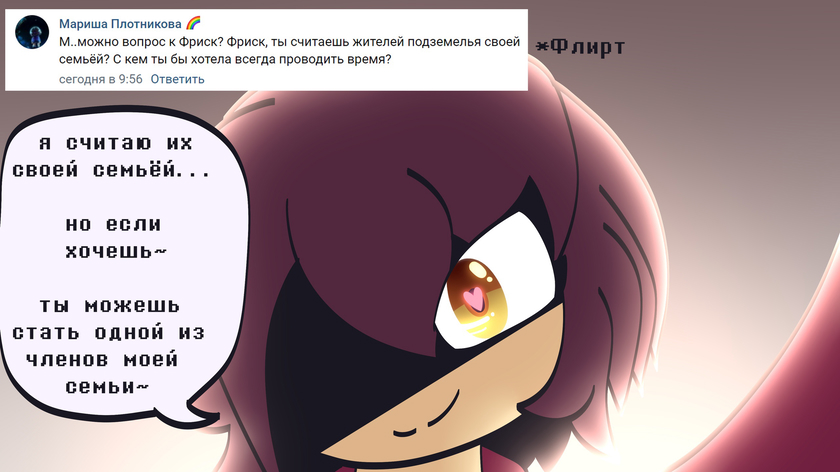 Мариша Плотникова 🌈
М..можно вопрос к Фриск? Фриск, ты считаешь жителей подземелья своей
семьёй? С кем ты бы хотела всегда проводить время?
сегодня в 9:56 Ответить
*Флирт
я считаю их
своей семьёй...
но если
хочешь~
ты можешь
стать одной из
членов моей
семьи~